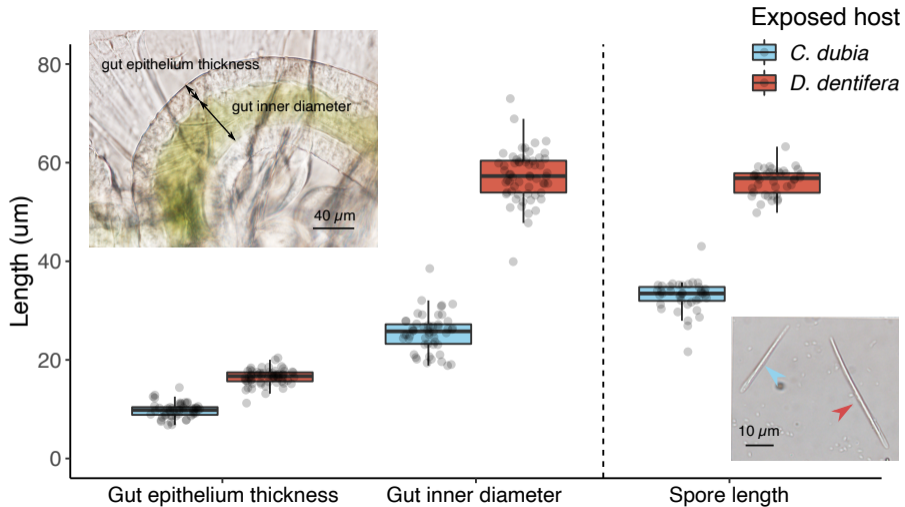 Exposed host
C. dubia
D. dentifera
Length (um)
80
60
40
20
0
gut epithelium thickness
gut inner diameter
40 µm
10 µm
Gut epithelium thickness
Gut inner diameter
Spore length